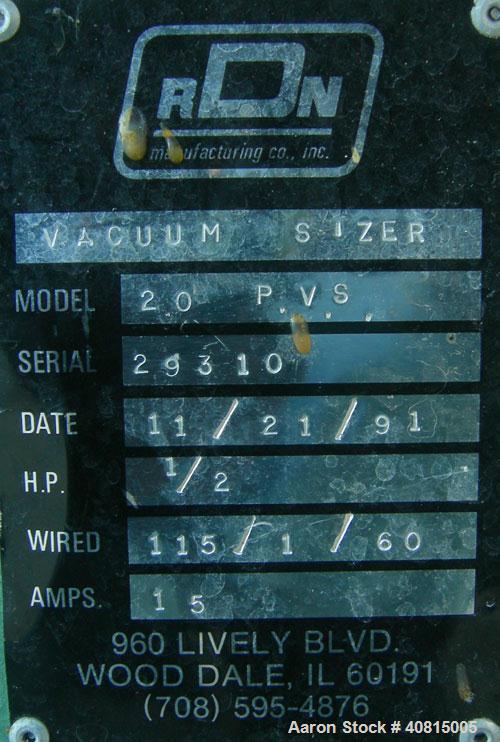 RDN
manufacturing co., inc.
VACUUM SIZER
MODEL 20 P.V.S.
SERIAL 29310
DATE 11/21/91
H.P. 1/2
WIRED 115/1/60
AMPS. 15
960 LIVELY BLVD.
WOOD DALE, IL 60191
(708) 595-4876
Aaron Stock # 40815005